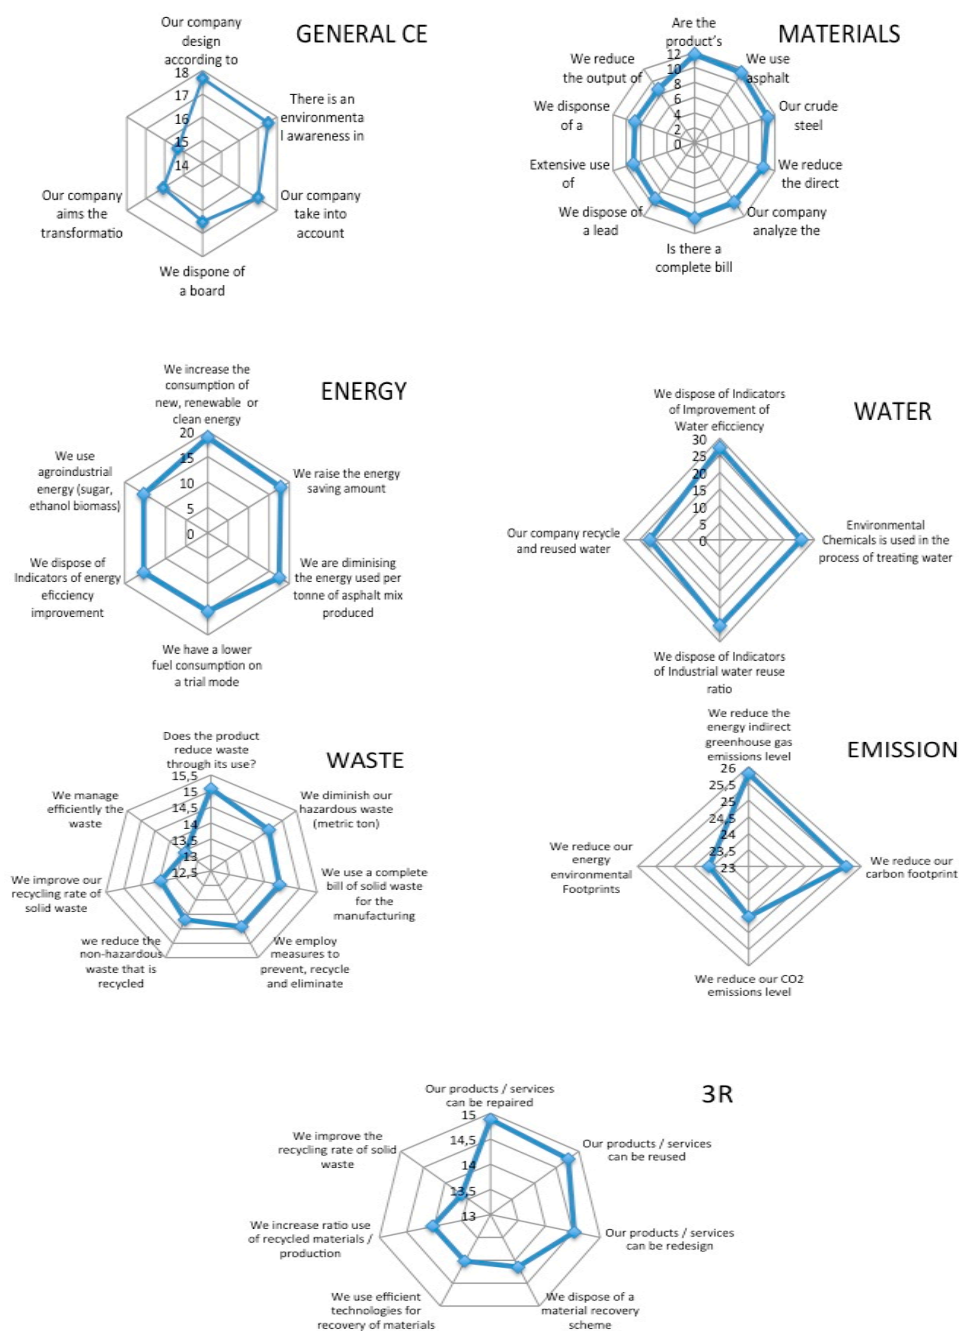 GENERAL CE
Our company
design
according to
18
17
16
15
14
There is an
environmenta
l awareness in
Our company
take into
account
We dispone of
a board
Our company
aims the
transformatio
MATERIALS
Are the
product's
12
10
8
6
4
2
0
We use
asphalt
Our crude
steel
We reduce
the direct
Our company
analyze the
Is there a
complete bill
We dispose of
a lead
Extensive use
of
We disponse
of a
We reduce
the output of
ENERGY
We increase the
consumption of
new, renewable or
clean energy
20
15
10
5
0
We raise the energy
saving amount
We are diminising
the energy used per
tonne of asphalt mix
produced
We have a lower
fuel consumption on
a trial mode
We dispose of
Indicators of energy
eficciency
improvement
We use
agroindustrial
energy (sugar,
ethanol biomass)
WATER
We dispose of Indicators
of Improvement of
Water eficciency
30
25
20
15
10
5
0
Environmental
Chemicals is used in the
process of treating water
We dispose of Indicators
of Industrial water reuse
ratio
Our company recycle
and reused water
WASTE
Does the product
reduce waste
through its use?
15,5
15
14,5
14
13,5
13
12,5
We diminish our
hazardous waste
(metric ton)
We use a complete
bill of solid waste
for the
manufacturing
We employ
measures to
prevent, recycle
and eliminate
we reduce the
non-hazardous
waste that is
recycled
We improve our
recycling rate of
solid waste
We manage
efficiently the
waste
EMISSION
We reduce the
energy indirect
greenhouse gas
emissions level
26
25,5
25
24,5
24
23,5
23
We reduce our
carbon footprint
We reduce our CO2
emissions level
We reduce our
energy
environmental
Footprints
3R
Our products / services
can be repaired
15
14,5
14
13,5
13
Our products / services
can be reused
Our products / services
can be redesign
We dispose of a
material recovery
scheme
We use efficient
technologies for
recovery of materials
We increase ratio use
of recycled materials /
production
We improve the
recycling rate of solid
waste